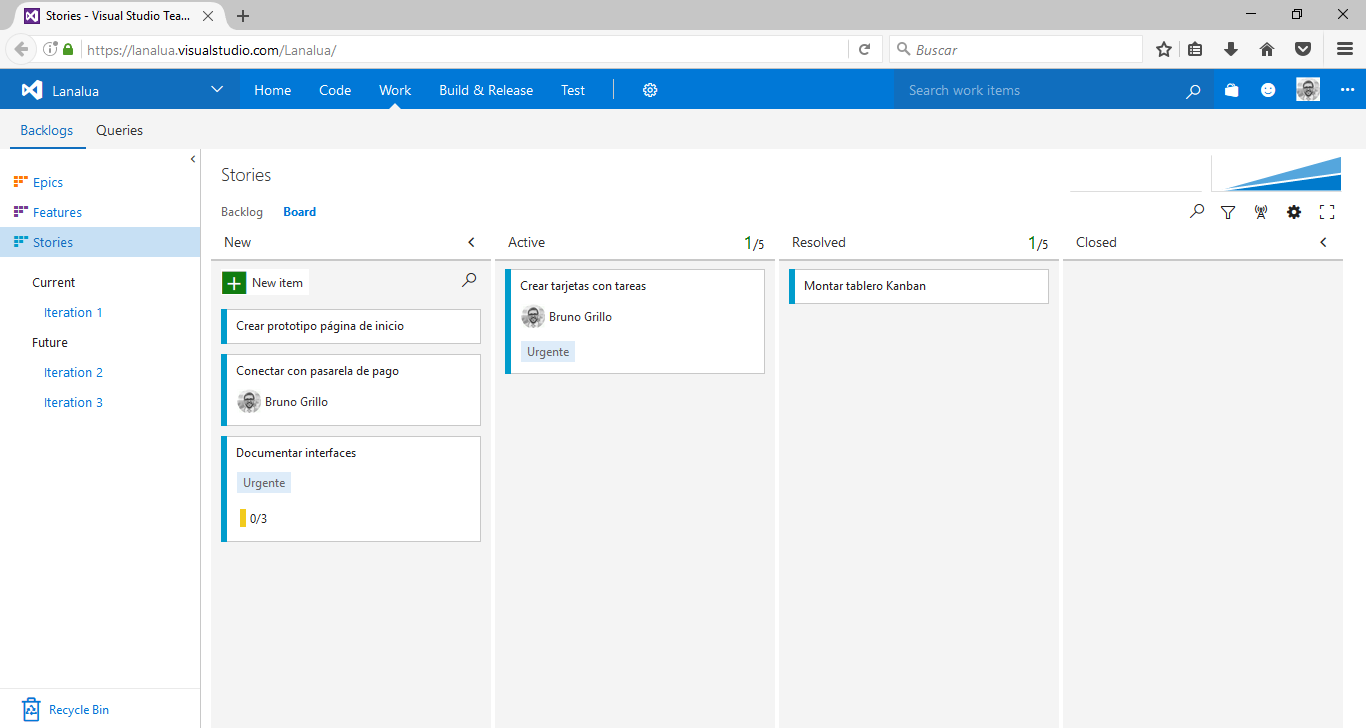 Stories - Visual Studio Tea...
https://lanalua.visualstudio.com/Lanalua/
Buscar
Lanalua
Home
Code
Work
Build & Release
Test
Search work items
Backlogs
Queries
Epics
Features
Stories
Current
Iteration 1
Future
Iteration 2
Iteration 3
Recycle Bin
Stories
Backlog
Board
New
New item
Crear prototipo página de inicio
Conectar con pasarela de pago
Bruno Grillo
Documentar interfaces
Urgente
0/3
Active
1/5
Crear tarjetas con tareas
Bruno Grillo
Urgente
Resolved
1/5
Montar tablero Kanban
Closed